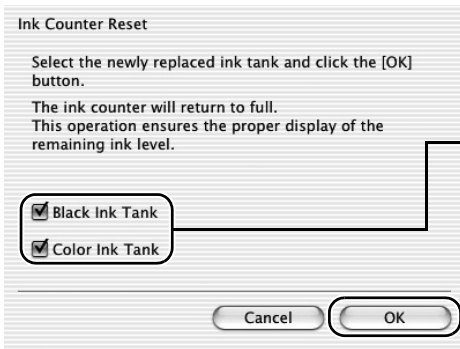 Ink Counter Reset
Select the newly replaced ink tank and click the [OK]
button.
The ink counter will return to full.
This operation ensures the proper display of the
remaining ink level.
Black Ink Tank
Color Ink Tank
Cancel
OK